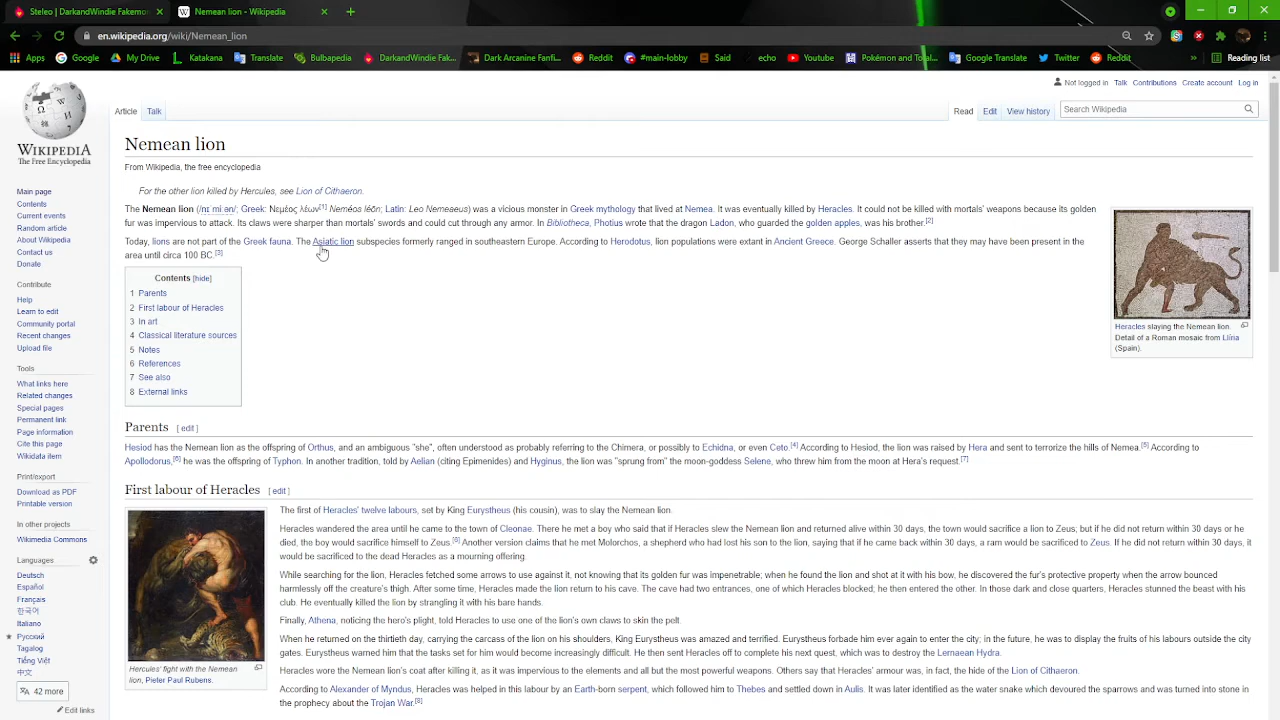 Steleo | DarkandWindie Fakemo
Nemean lion - Wikipedia
en.wikipedia.org/wiki/Nemean_lion
Apps Google My Drive Katakana Translate Bulbapedia DarkandWindie Fak... Dark Arcanine Fanfi... Reddit #main-lobby Said echo Youtube Pokémon and Total... Google Translate Twitter Reddit » Reading list
Not logged in Talk Contributions Create account Log in
Article Talk Read Edit View history Search Wikipedia
WIKIPEDIA
The Free Encyclopedia
Main page
Contents
Current events
Random article
About Wikipedia
Contact us
Donate
Contribute
Help
Learn to edit
Community portal
Recent changes
Upload file
Tools
What links here
Related changes
Special pages
Permanent link
Page information
Cite this page
Wikidata item
Print/export
Download as PDF
Printable version
In other projects
Wikimedia Commons
Languages
Deutsch
Español
Français
한국어
Italiano
Русский
Tagalog
Tiếng Việt
中文
42 more
Edit links
Nemean lion
From Wikipedia, the free encyclopedia
For the other lion killed by Hercules, see Lion of Cithaeron.
The Nemean lion (/nɪˈmiːən/; Greek: Νεμέος λέων[1] Neméos léōn; Latin: Leo Nemeaeus) was a vicious monster in Greek mythology that lived at Nemea. It was eventually killed by Heracles. It could not be killed with mortals' weapons because its golden
fur was impervious to attack. Its claws were sharper than mortals' swords and could cut through any armor. In Bibliotheca, Photius wrote that the dragon Ladon, who guarded the golden apples, was his brother.[2]
Today, lions are not part of the Greek fauna. The Asiatic lion subspecies formerly ranged in southeastern Europe. According to Herodotus, lion populations were extant in Ancient Greece. George Schaller asserts that they may have been present in the
area until circa 100 BC.[3]
Heracles slaying the Nemean lion.
Detail of a Roman mosaic from Llíria
(Spain).
Contents [hide]
1 Parents
2 First labour of Heracles
3 In art
4 Classical literature sources
5 Notes
6 References
7 See also
8 External links
Parents [ edit ]
Hesiod has the Nemean lion as the offspring of Orthus, and an ambiguous "she", often understood as probably referring to the Chimera, or possibly to Echidna, or even Ceto.[4] According to Hesiod, the lion was raised by Hera and sent to terrorize the hills of Nemea.[5] According to
Apollodorus,[6] he was the offspring of Typhon. In another tradition, told by Aelian (citing Epimenides) and Hyginus, the lion was "sprung from" the moon-goddess Selene, who threw him from the moon at Hera's request.[7]
First labour of Heracles [ edit ]
The first of Heracles' twelve labours, set by King Eurystheus (his cousin), was to slay the Nemean lion.
Heracles wandered the area until he came to the town of Cleonae. There he met a boy who said that if Heracles slew the Nemean lion and returned alive within 30 days, the town would sacrifice a lion to Zeus; but if he did not return within 30 days or he
died, the boy would sacrifice himself to Zeus.[6] Another version claims that he met Molorchos, a shepherd who had lost his son to the lion, saying that if he came back within 30 days, a ram would be sacrificed to Zeus. If he did not return within 30 days, it
would be sacrificed to the dead Heracles as a mourning offering.
While searching for the lion, Heracles fetched some arrows to use against it, not knowing that its golden fur was impenetrable; when he found the lion and shot at it with his bow, he discovered the fur's protective property when the arrow bounced
harmlessly off the creature's thigh. After some time, Heracles made the lion return to his cave. The cave had two entrances, one of which Heracles blocked, he then entered the other. In those dark and close quarters, Heracles stunned the beast with his
club. He eventually killed the lion by strangling it with his bare hands.
Finally, Athena, noticing the hero's plight, told Heracles to use one of the lion's own claws to skin the pelt.
When he returned on the thirtieth day, carrying the carcass of the lion on his shoulders, King Eurystheus was amazed and terrified. Eurystheus forbade him ever again to enter the city; in the future, he was to display the fruits of his labours outside the city
gates. Eurystheus warned him that the tasks set for him would become increasingly difficult. He then sent Heracles off to complete his next quest, which was to destroy the Lernaean Hydra.
Heracles wore the Nemean lion's coat after killing it, as it was impervious to the elements and all but the most powerful weapons. Others say that Heracles' armour was, in fact, the hide of the Lion of Cithaeron.
According to Alexander of Myndus, Heracles was helped in this labour by an Earth-born serpent, which followed him to Thebes and settled down in Aulis. It was later identified as the water snake which devoured the sparrows and was turned into stone in
the prophecy about the Trojan War.[8]
Hercules' fight with the Nemean
lion, Pieter Paul Rubens.